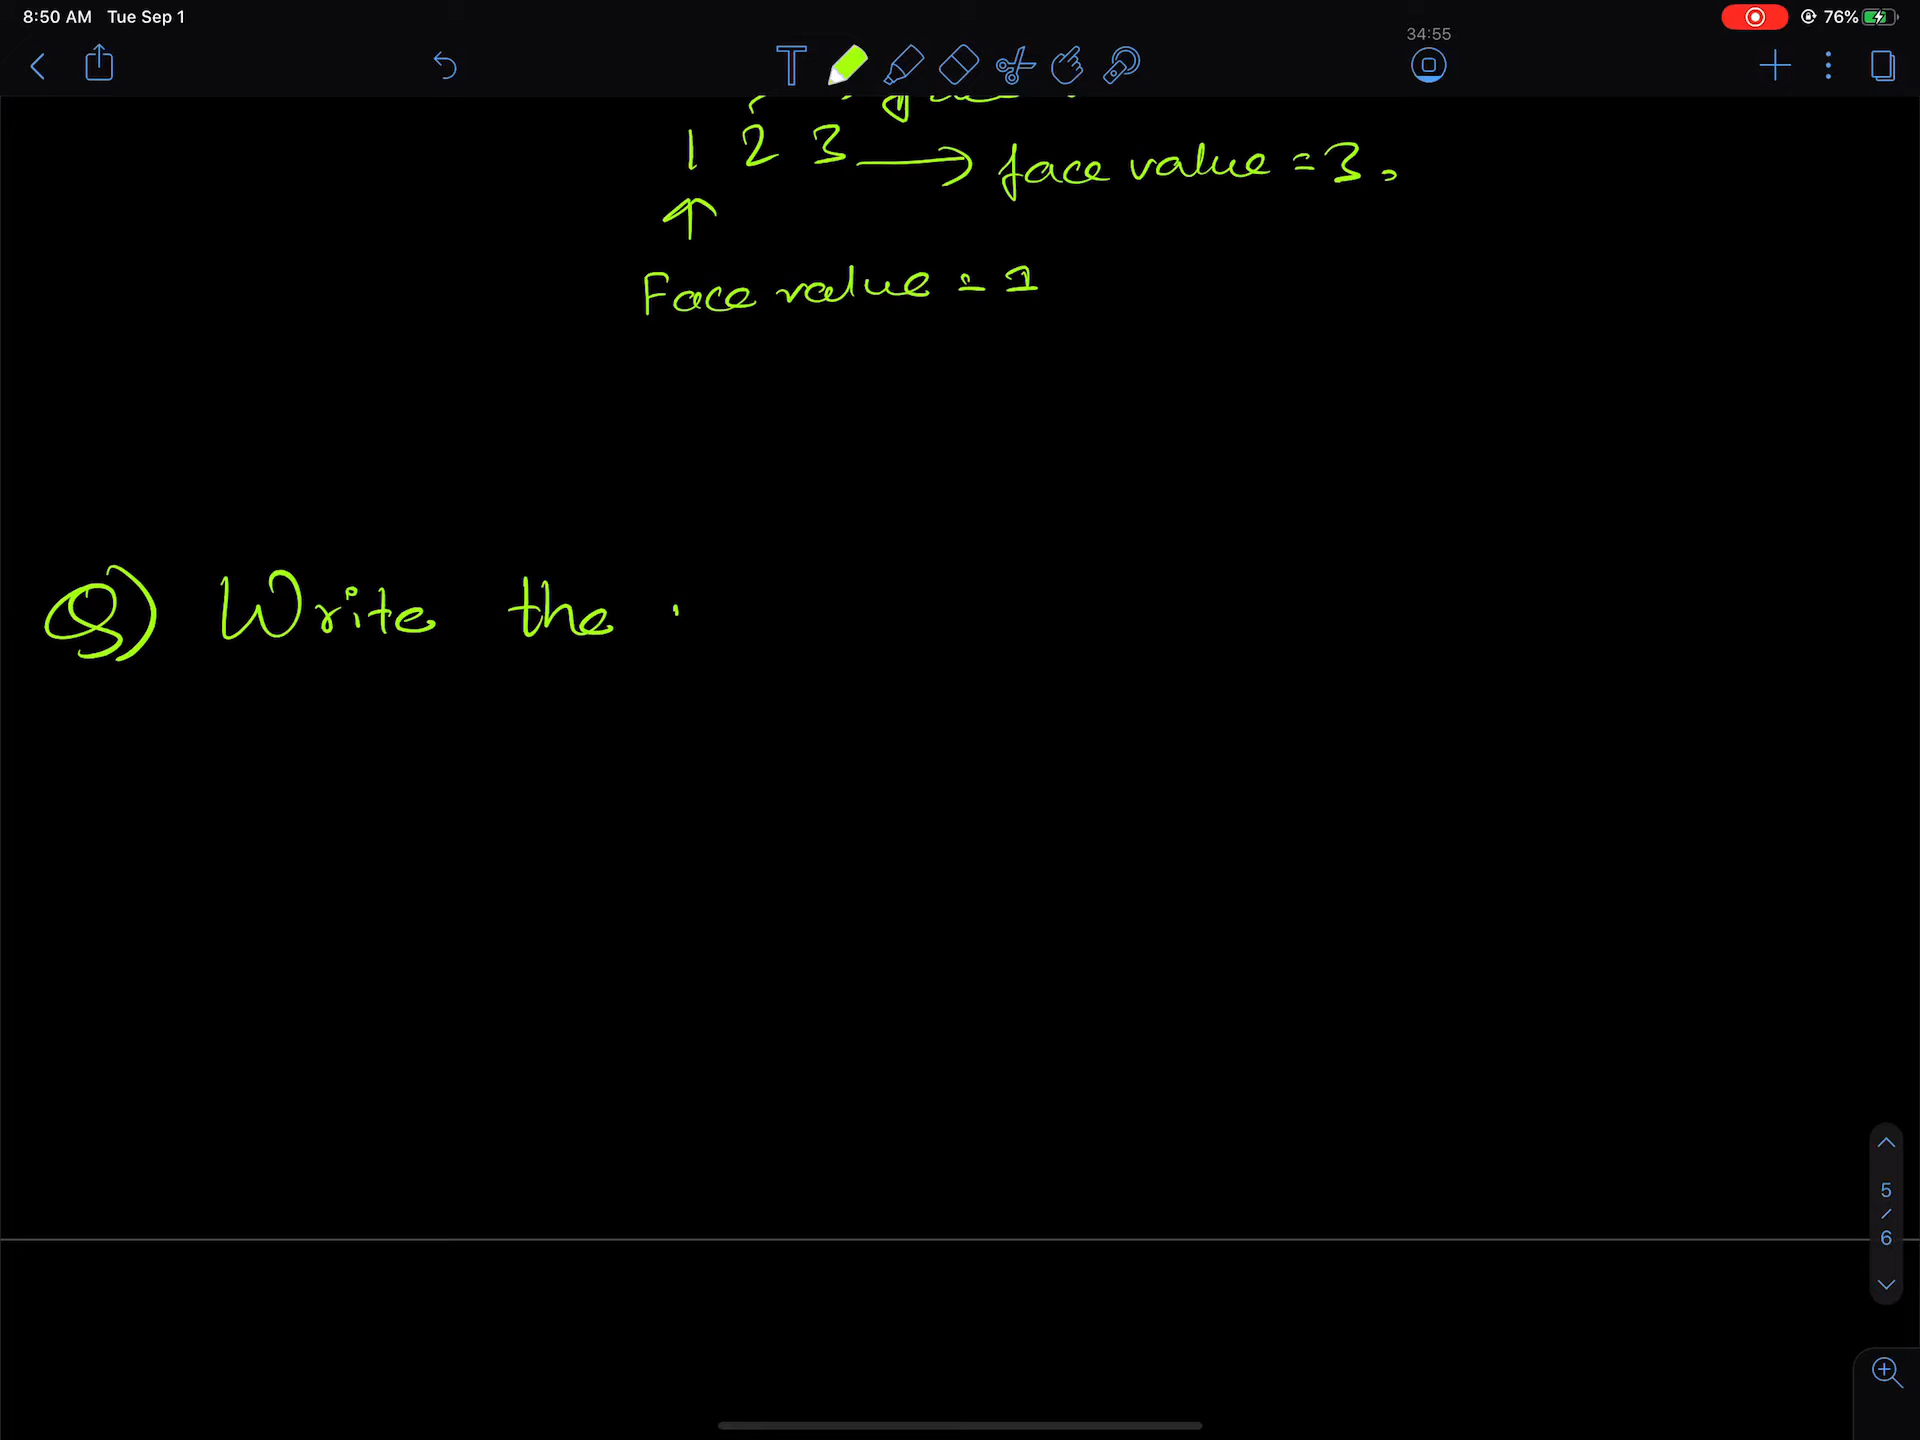 8:50 AM Tue Sep 1
76%
34:55
1 2 3 → face value = 3,
↑
Face value = 1
Q) Write the
5
/
6